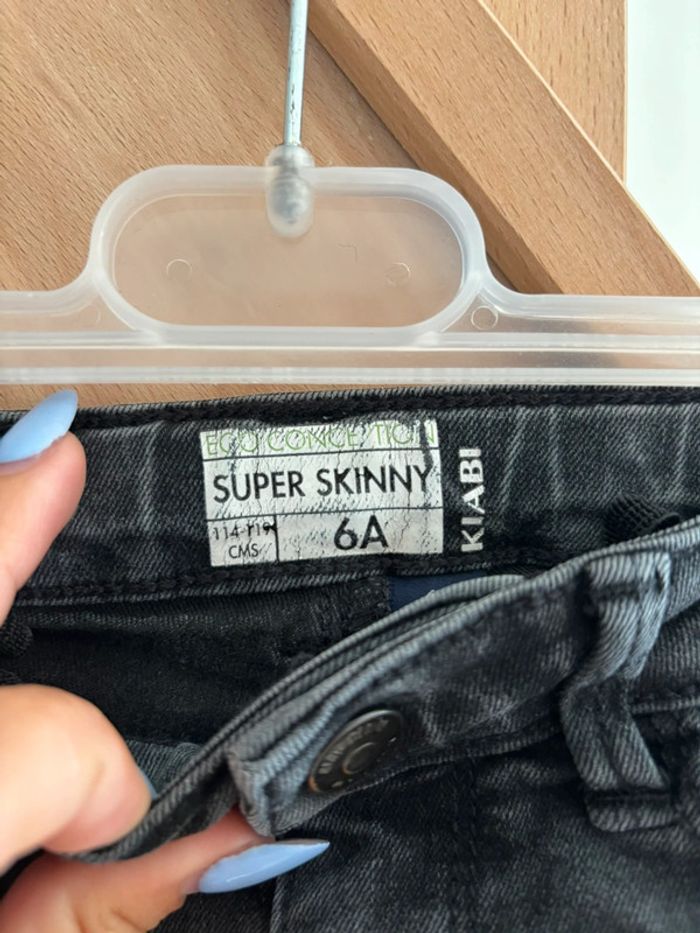 ECO CONCEPTION
SUPER SKINNY
114-119
CMS
6A
KIABI